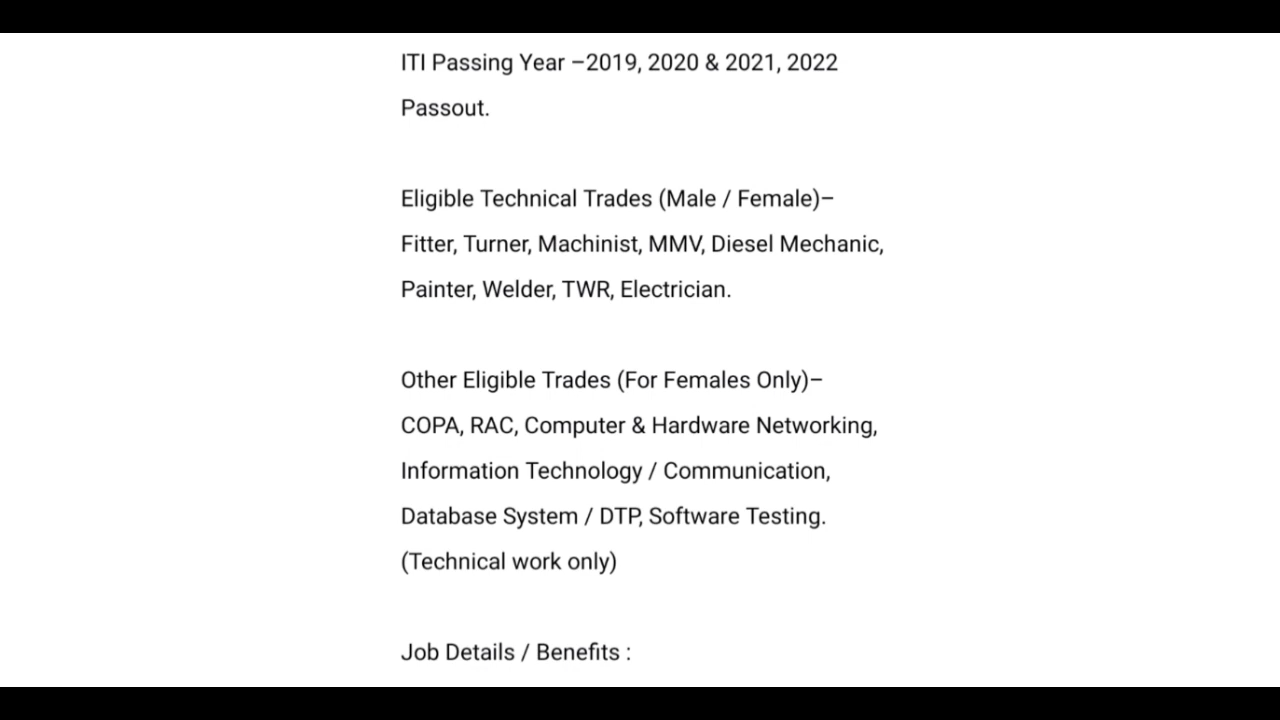 ITI Passing Year –2019, 2020 & 2021, 2022
Passout.
Eligible Technical Trades (Male / Female)–
Fitter, Turner, Machinist, MMV, Diesel Mechanic,
Painter, Welder, TWR, Electrician.
Other Eligible Trades (For Females Only)–
COPA, RAC, Computer & Hardware Networking,
Information Technology / Communication,
Database System / DTP, Software Testing.
(Technical work only)
Job Details / Benefits :